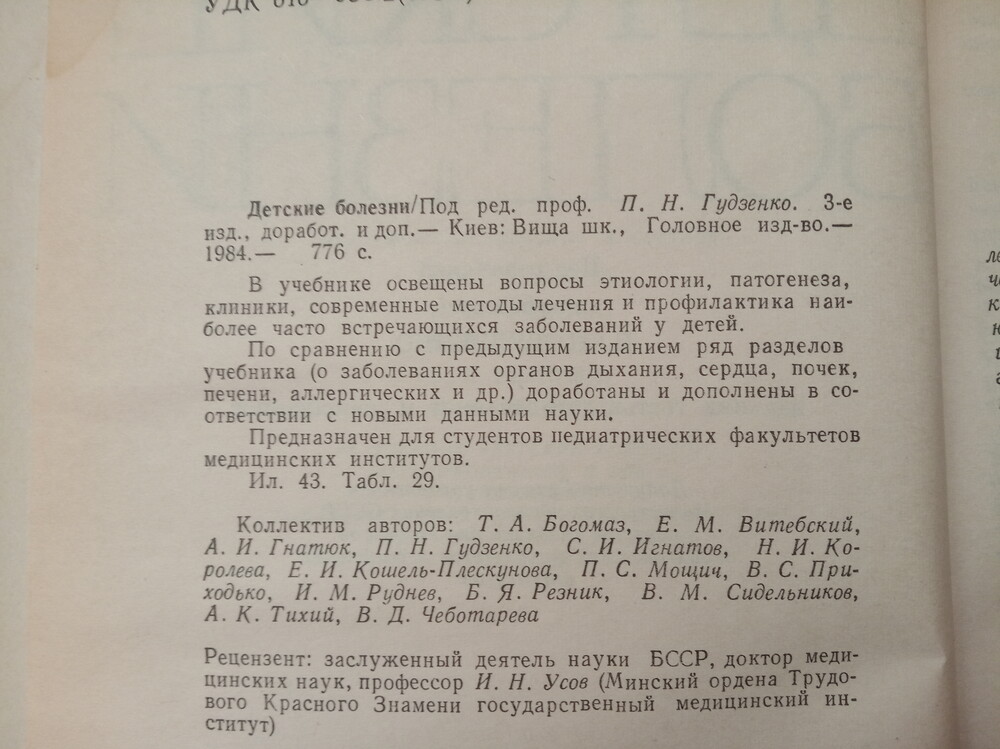 УДК
Детские болезни/Под ред. проф. П. Н. Гудзенко. 3-е
изд., доработ. и доп.— Киев: Вища шк., Головное изд-во.—
1984.— 776 с.
В учебнике освещены вопросы этиологии, патогенеза,
клиники, современные методы лечения и профилактика наи-
более часто встречающихся заболеваний у детей.
По сравнению с предыдущим изданием ряд разделов
учебника (о заболеваниях органов дыхания, сердца, почек,
печени, аллергических и др.) доработаны и дополнены в со-
ответствии с новыми данными науки.
Предназначен для студентов педиатрических факультетов
медицинских институтов.
Ил. 43. Табл. 29.
Коллектив авторов: Т. А. Богомаз, Е. М. Витебский,
А. И. Гнатюк, П. Н. Гудзенко, С. И. Игнатов, Н. И. Ко-
ролева, Е. И. Кошель-Плескунова, П. С. Мощич, В. С. При-
ходько, И. М. Руднев, Б. Я. Резник, В. М. Сидельников,
А. К. Тихий, В. Д. Чеботарева
Рецензент: заслуженный деятель науки БССР, доктор меди-
цинских наук, профессор И. Н. Усов (Минский ордена Трудо-
вого Красного Знамени государственный медицинский ин-
ститут)